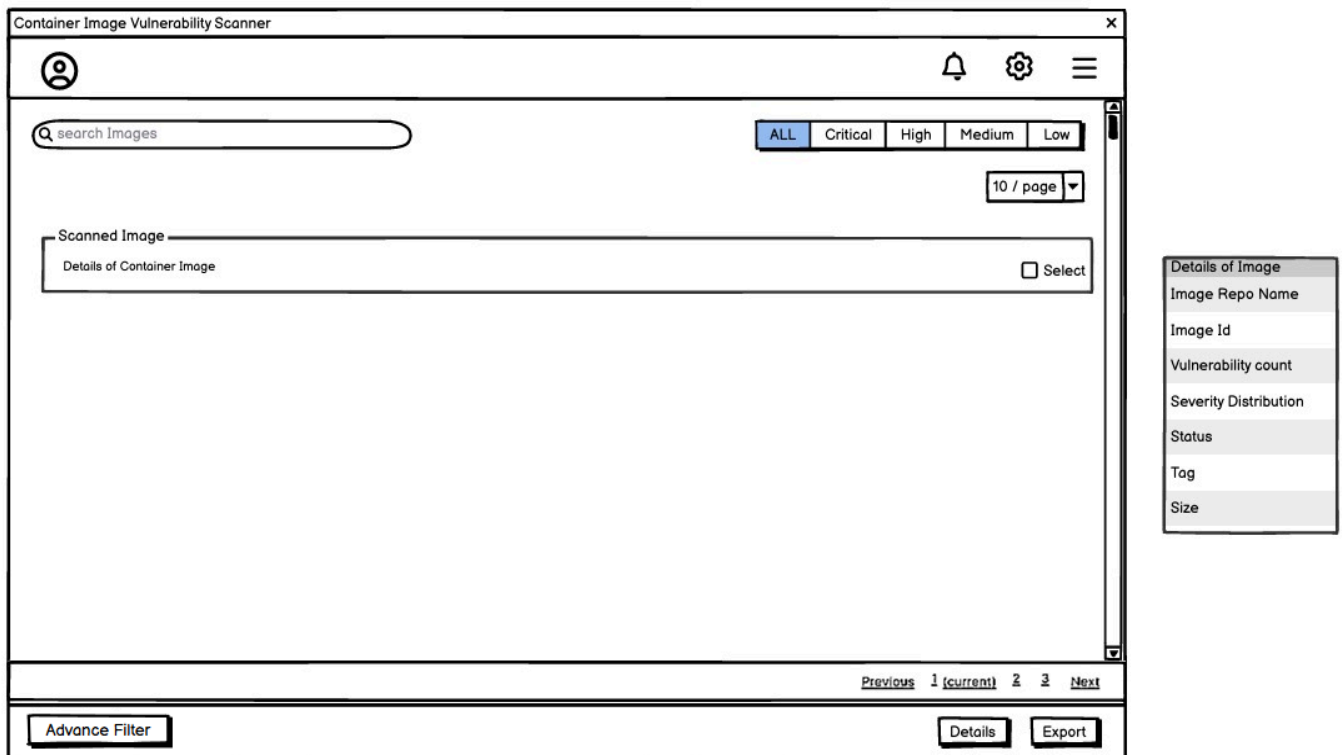 Container Image Vulnerability Scanner
search Images
ALL Critical High Medium Low
10 / page
Scanned Image
Details of Container Image
Select
Previous 1 (current) 2 3 Next
Advance Filter
Details Export
Details of Image
Image Repo Name
Image Id
Vulnerability count
Severity Distribution
Status
Tag
Size